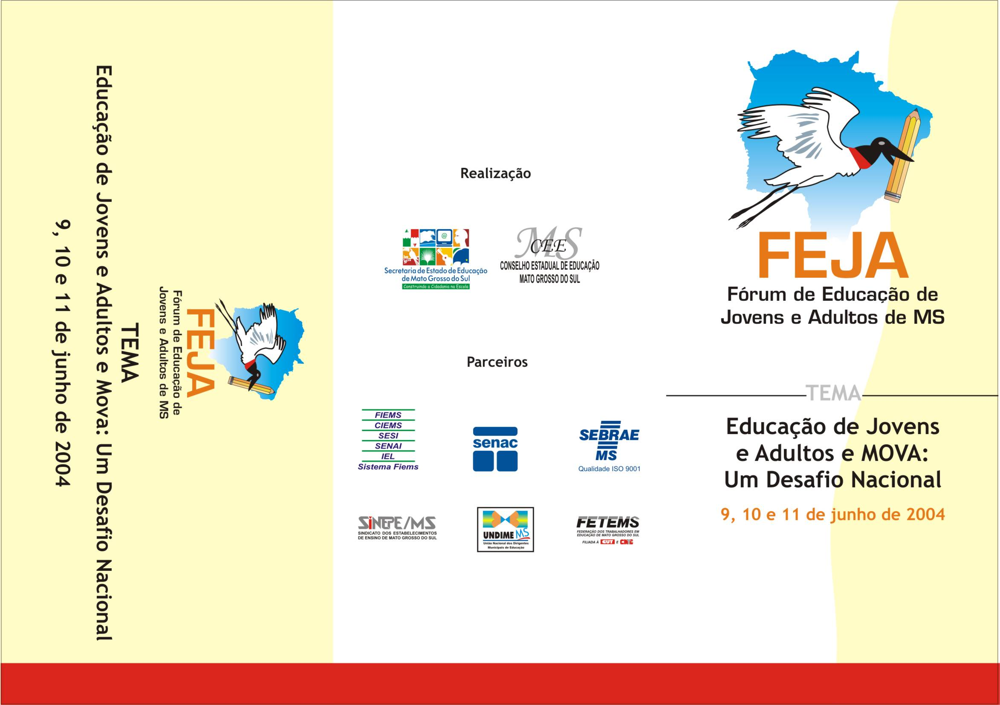 Fórum de Educação de
Jovens e Adultos de MS
FEJA
TEMA
Educação de Jovens e Adultos e Mova: Um Desafio Nacional
9, 10 e 11 de junho de 2004
Realização
@
Secretaria de Estado de Educação
de Mato Grosso do Sul
Construindo a Cidadania na Escola
MS
CEE
CONSELHO ESTADUAL DE EDUCAÇÃO
MATO GROSSO DO SUL
Parceiros
FIEMS
CIEMS
SESI
SENAI
IEL
Sistema Fiems
senac
SEBRAE
MS
Qualidade ISO 9001
SINEPE/MS
SINDICATO DOS ESTABELECIMENTOS
DE ENSINO DE MATO GROSSO DO SUL
UNDIME MS
União Nacional dos Dirigentes
Municipais de Educação
FETEMS
FEDERAÇÃO DOS TRABALHADORES EM
EDUCAÇÃO DE MATO GROSSO DO SUL
FILIADA À CUT E CNTE
FEJA
Fórum de Educação de
Jovens e Adultos de MS
TEMA
Educação de Jovens
e Adultos e MOVA:
Um Desafio Nacional
9, 10 e 11 de junho de 2004